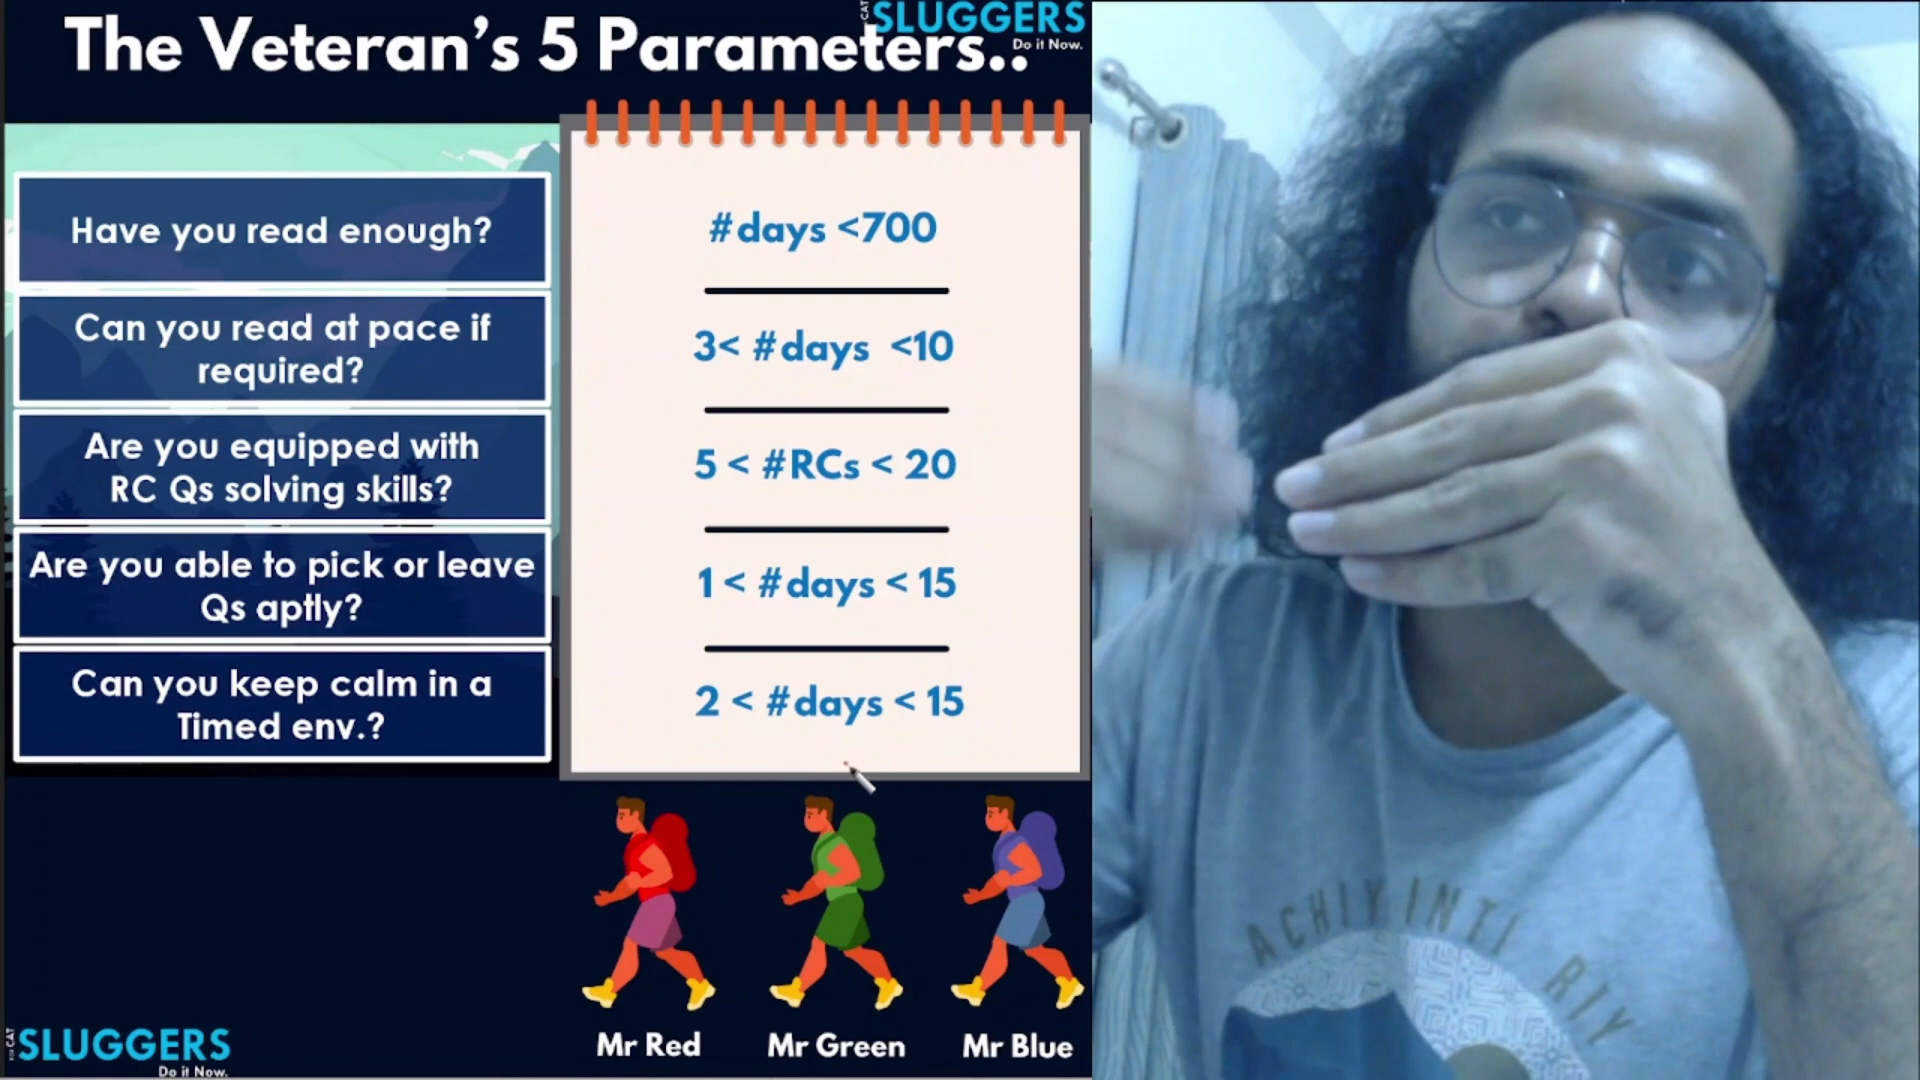 The Veteran's 5 Parameters..
CAT
SLUGGERS
Do it Now.
Have you read enough?
#days <700
Can you read at pace if
required?
3< #days <10
Are you equipped with
RC Qs solving skills?
5 < #RCs < 20
Are you able to pick or leave
Qs aptly?
1 < #days < 15
Can you keep calm in a
Timed env.?
2 < #days < 15
Mr Red
Mr Green
Mr Blue
CAT
SLUGGERS
Do it Now.